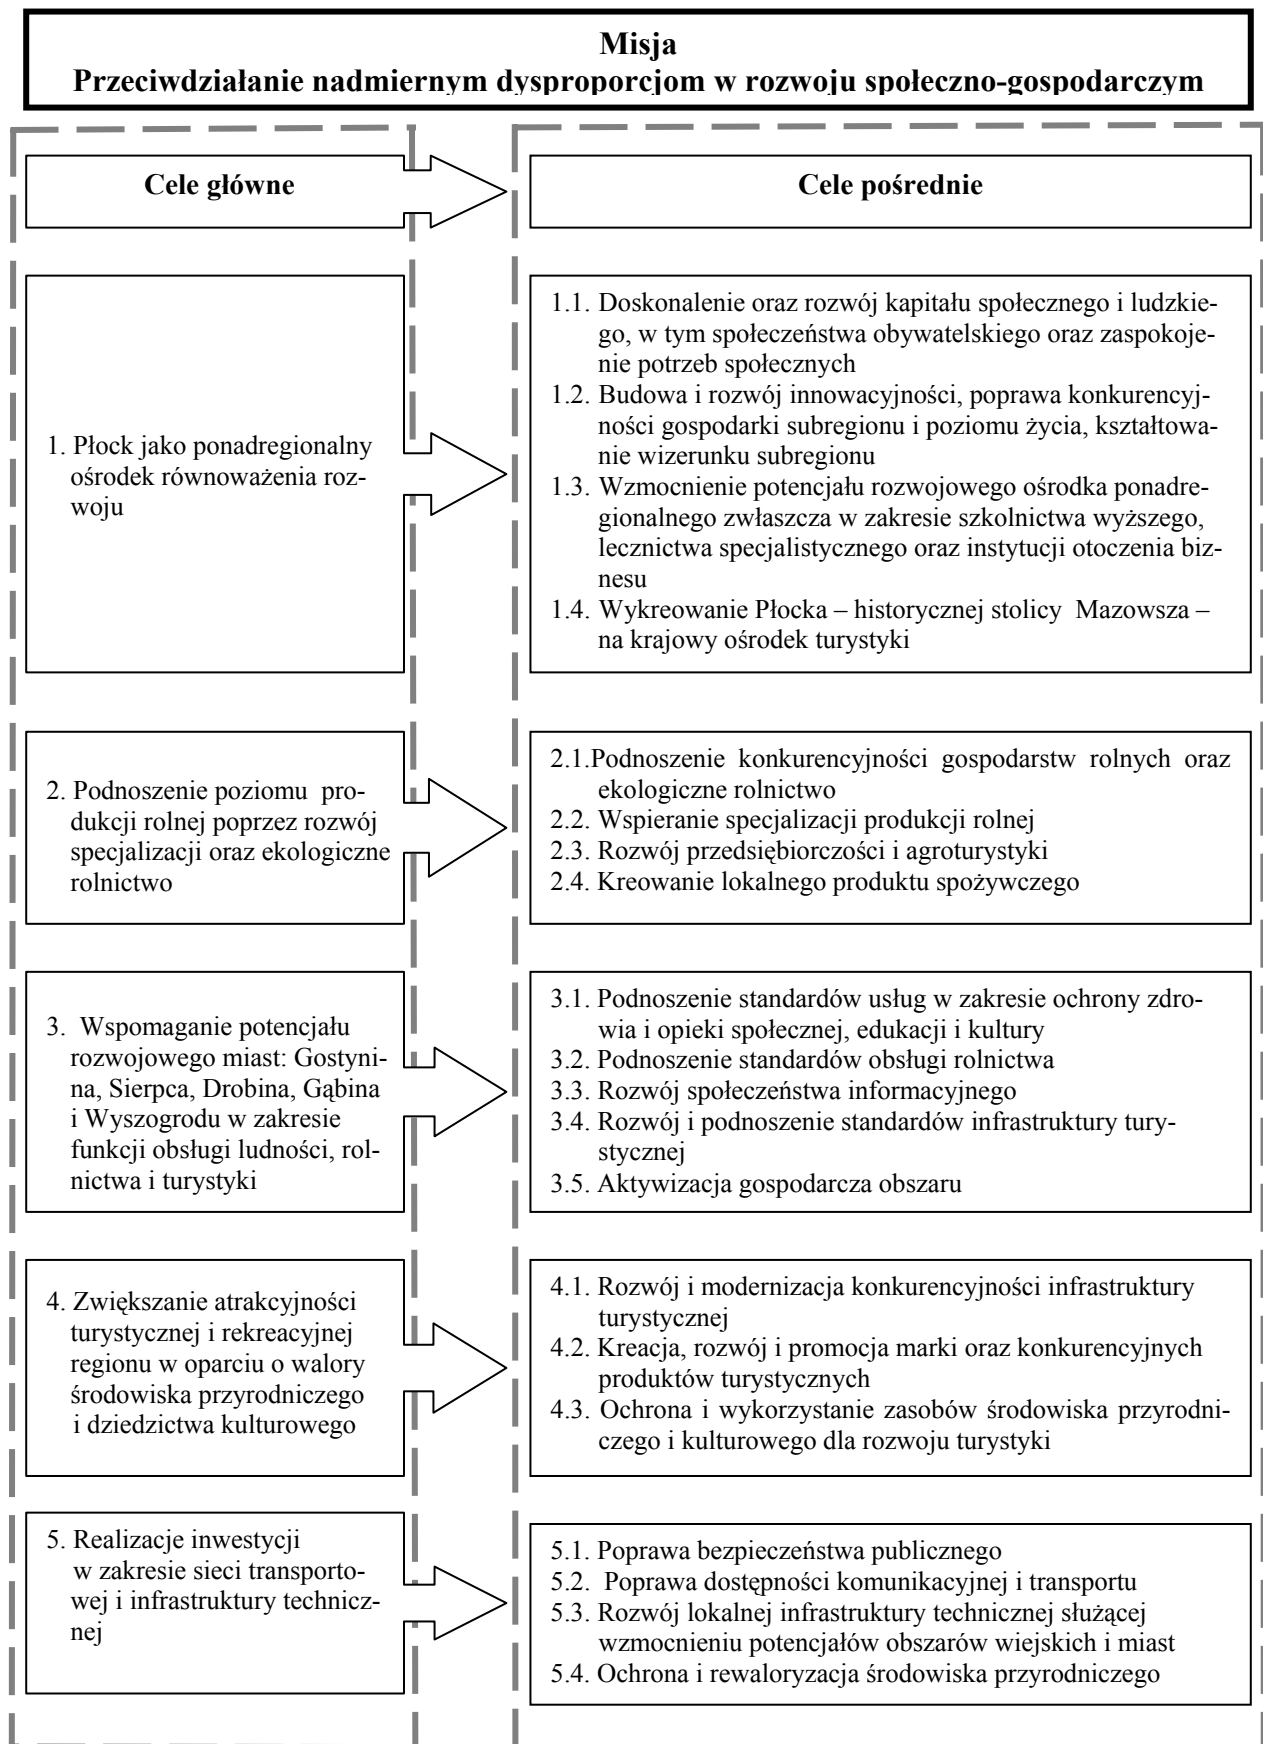 Misja
Przeciwdziałanie nadmiernym dysproporcjom w rozwoju społeczno-gospodarczym
Cele główne
Cele pośrednie
1. Płock jako ponadregionalny
ośrodek równoważenia roz-
woju
1.1. Doskonalenie oraz rozwój kapitału społecznego i ludzkie-
go, w tym społeczeństwa obywatelskiego oraz zaspokoje-
nie potrzeb społecznych
1.2. Budowa i rozwój innowacyjności, poprawa konkurencyj-
ności gospodarki subregionu i poziomu życia, kształtowa-
nie wizerunku subregionu
1.3. Wzmocnienie potencjału rozwojowego ośrodka ponadre-
gionalnego zwłaszcza w zakresie szkolnictwa wyższego,
lecznictwa specjalistycznego oraz instytucji otoczenia biz-
nesu
1.4. Wykreowanie Płocka – historycznej stolicy Mazowsza –
na krajowy ośrodek turystyki
2. Podnoszenie poziomu pro-
dukcji rolnej poprzez rozwój
specjalizacji oraz ekologiczne
rolnictwo
2.1.Podnoszenie konkurencyjności gospodarstw rolnych oraz
ekologiczne rolnictwo
2.2. Wspieranie specjalizacji produkcji rolnej
2.3. Rozwój przedsiębiorczości i agroturystyki
2.4. Kreowanie lokalnego produktu spożywczego
3. Wspomaganie potencjału
rozwojowego miast: Gostyni-
na, Sierpca, Drobina, Gąbina
i Wyszogrodu w zakresie
funkcji obsługi ludności, rol-
nictwa i turystyki
3.1. Podnoszenie standardów usług w zakresie ochrony zdro-
wia i opieki społecznej, edukacji i kultury
3.2. Podnoszenie standardów obsługi rolnictwa
3.3. Rozwój społeczeństwa informacyjnego
3.4. Rozwój i podnoszenie standardów infrastruktury tury-
stycznej
3.5. Aktywizacja gospodarcza obszaru
4. Zwiększanie atrakcyjności
turystycznej i rekreacyjnej
regionu w oparciu o walory
środowiska przyrodniczego
i dziedzictwa kulturowego
4.1. Rozwój i modernizacja konkurencyjności infrastruktury
turystycznej
4.2. Kreacja, rozwój i promocja marki oraz konkurencyjnych
produktów turystycznych
4.3. Ochrona i wykorzystanie zasobów środowiska przyrodni-
czego i kulturowego dla rozwoju turystyki
5. Realizacje inwestycji
w zakresie sieci transporto-
wej i infrastruktury technicz-
nej
5.1. Poprawa bezpieczeństwa publicznego
5.2. Poprawa dostępności komunikacyjnej i transportu
5.3. Rozwój lokalnej infrastruktury technicznej służącej
wzmocnieniu potencjałów obszarów wiejskich i miast
5.4. Ochrona i rewaloryzacja środowiska przyrodniczego